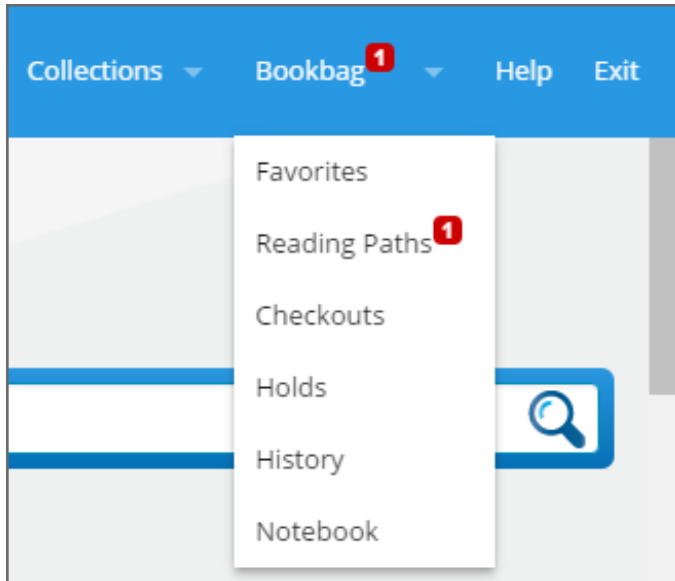 Collections Bookbag 1 Help Exit
Favorites
Reading Paths 1
Checkouts
Holds
History
Notebook